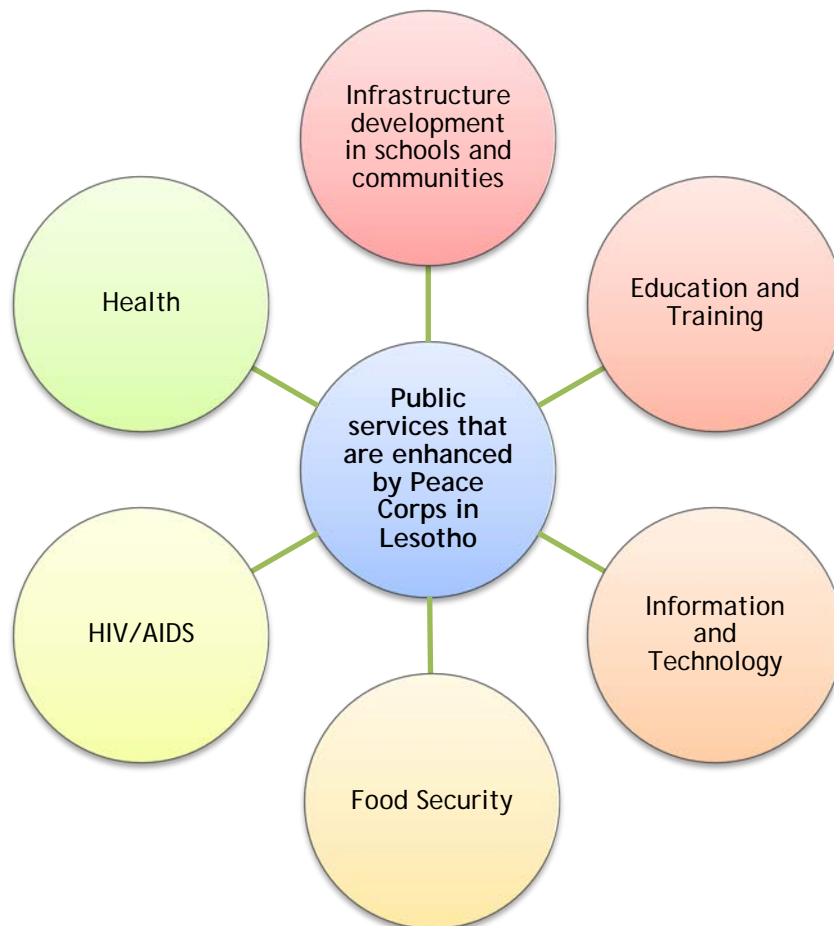 Infrastructure
development
in schools and
communities
Health
Education and
Training
Public
services that
are enhanced
by Peace
Corps in
Lesotho
HIV/AIDS
Information
and
Technology
Food Security